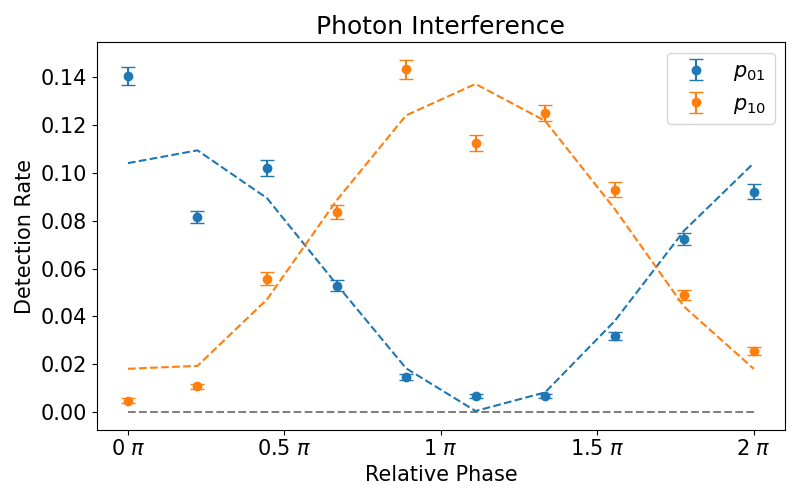 Photon Interference
p01
p10
Detection Rate
0.14
0.12
0.10
0.08
0.06
0.04
0.02
0.00
0 π
0.5 π
1 π
1.5 π
2 π
Relative Phase